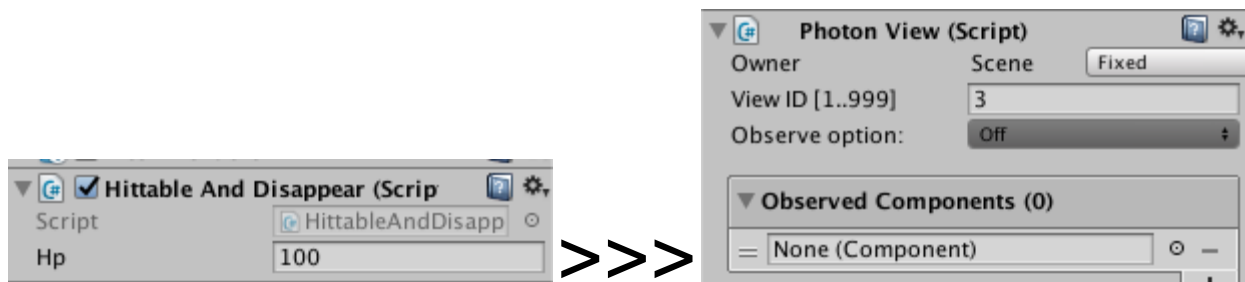 Hittable And Disappear (Scrip
Script HittableAndDisapp
Hp 100
>>>
Photon View (Script)
Owner Scene Fixed
View ID [1..999] 3
Observe option: Off
Observed Components (0)
None (Component)